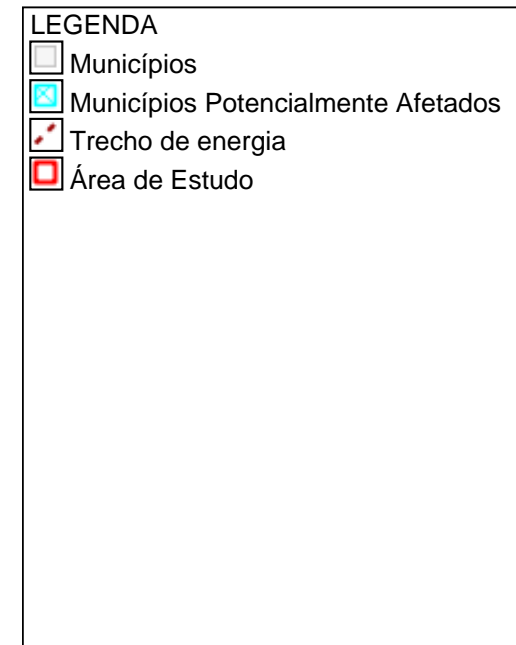 LEGENDA
Municípios
Municípios Potencialmente Afetados
Trecho de energia
Área de Estudo